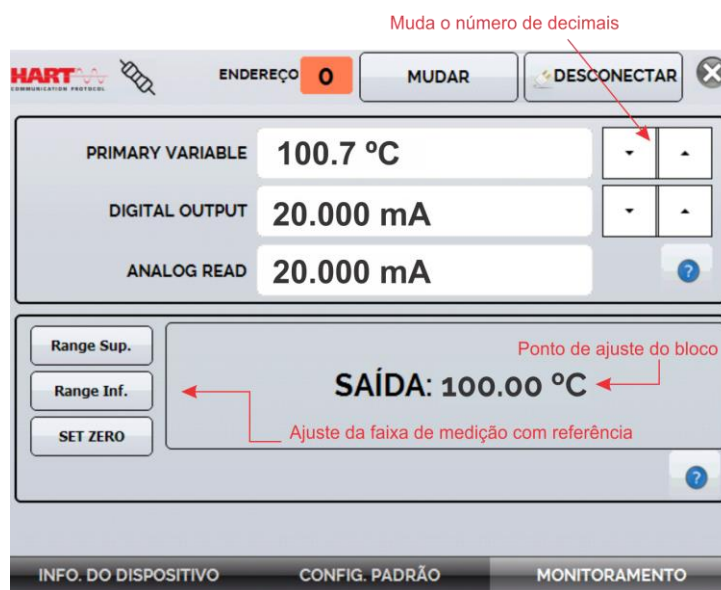 Muda o número de decimais
HART
COMMUNICATION PROTOCOL
ENDEREÇO 0 MUDAR DESCONECTAR
PRIMARY VARIABLE 100.7 ºC
DIGITAL OUTPUT 20.000 mA
ANALOG READ 20.000 mA
?
Range Sup.
Ponto de ajuste do bloco
Range Inf.
SAÍDA: 100.00 ºC
SET ZERO
Ajuste da faixa de medição com referência
?
INFO. DO DISPOSITIVO CONFIG. PADRÃO MONITORAMENTO